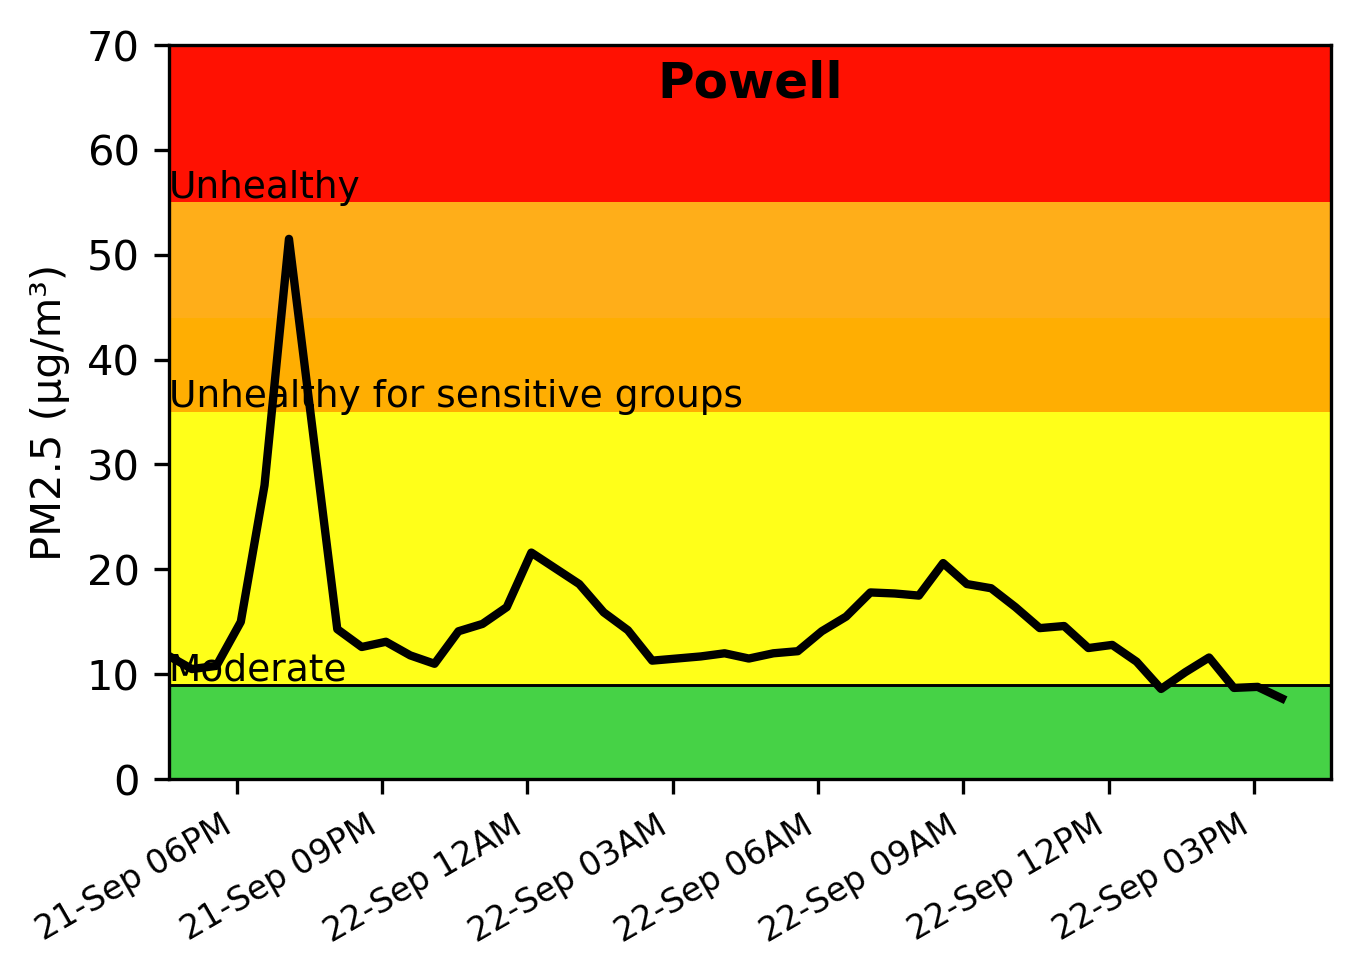 Powell
70
60
50
40
30
20
10
0
PM2.5 (µg/m³)
Unhealthy
Unhealthy for sensitive groups
Moderate
21-Sep 06PM
21-Sep 09PM
22-Sep 12AM
22-Sep 03AM
22-Sep 06AM
22-Sep 09AM
22-Sep 12PM
22-Sep 03PM